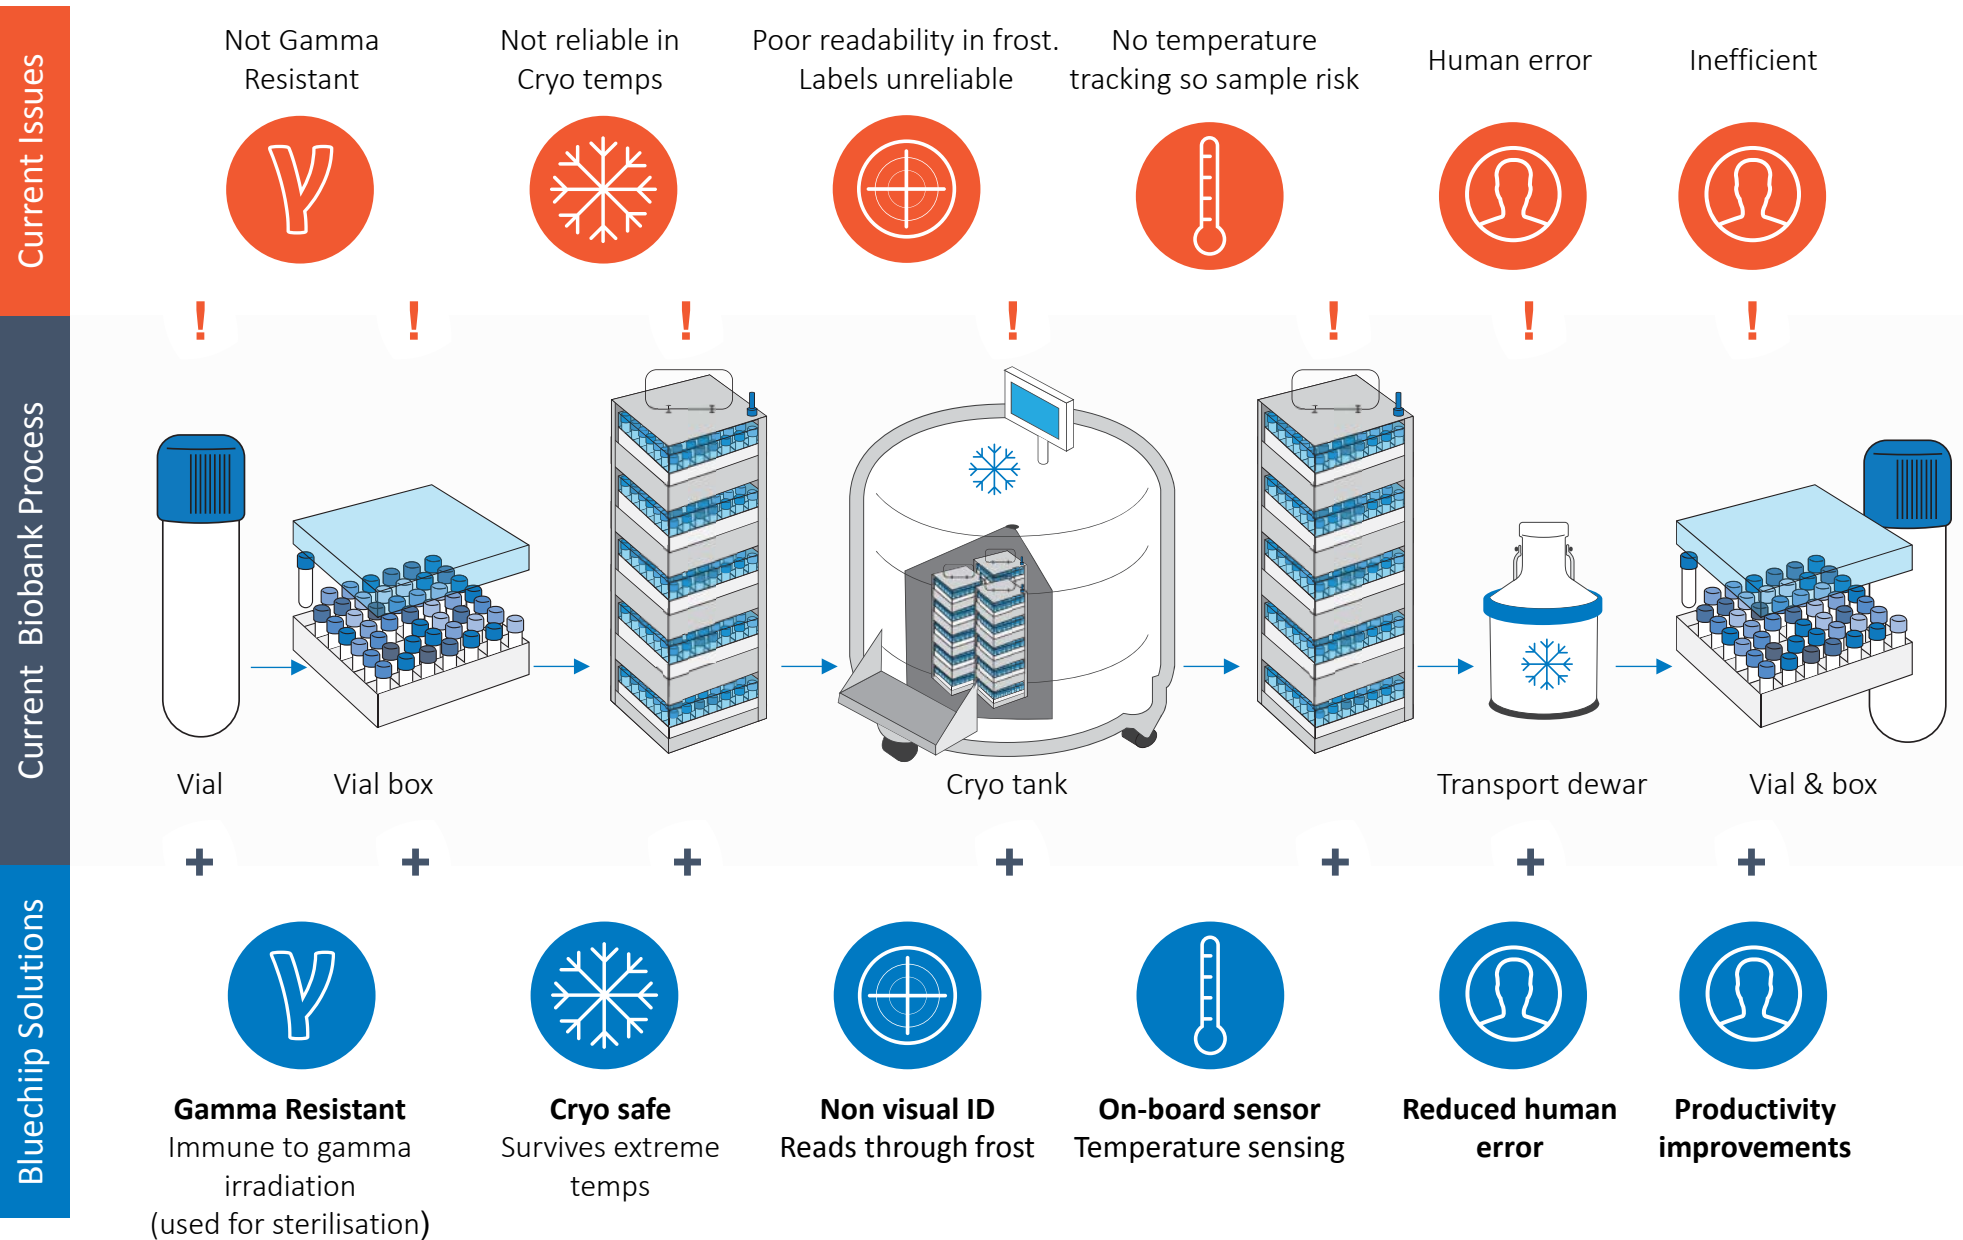 Current Issues
Not Gamma
Resistant
Not reliable in
Cryo temps
Poor readability in frost.
Labels unreliable
No temperature
tracking so sample risk
Human error
Inefficient
!
!
!
!
!
!
!
Current Biobank Process
Vial
Vial box
Cryo tank
Transport dewar
Vial & box
+
+
+
+
+
+
+
Bluechiip Solutions
Gamma Resistant
Immune to gamma
irradiation
(used for sterilisation)
Cryo safe
Survives extreme
temps
Non visual ID
Reads through frost
On-board sensor
Temperature sensing
Reduced human
error
Productivity
improvements